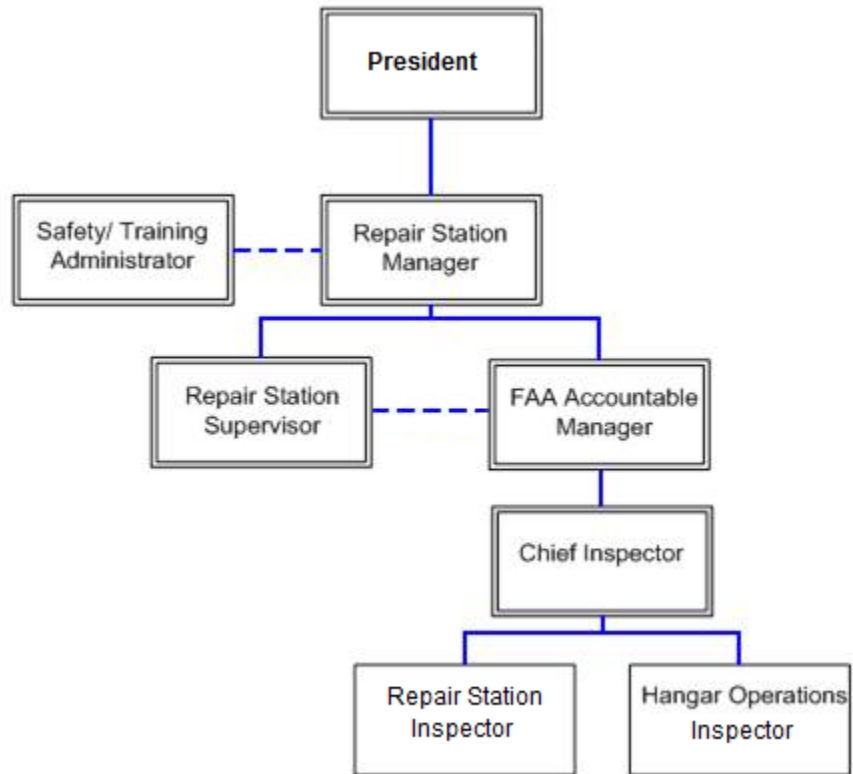 President
Safety/ Training
Administrator
Repair Station
Manager
Repair Station
Supervisor
FAA Accountable
Manager
Chief Inspector
Repair Station
Inspector
Hangar Operations
Inspector